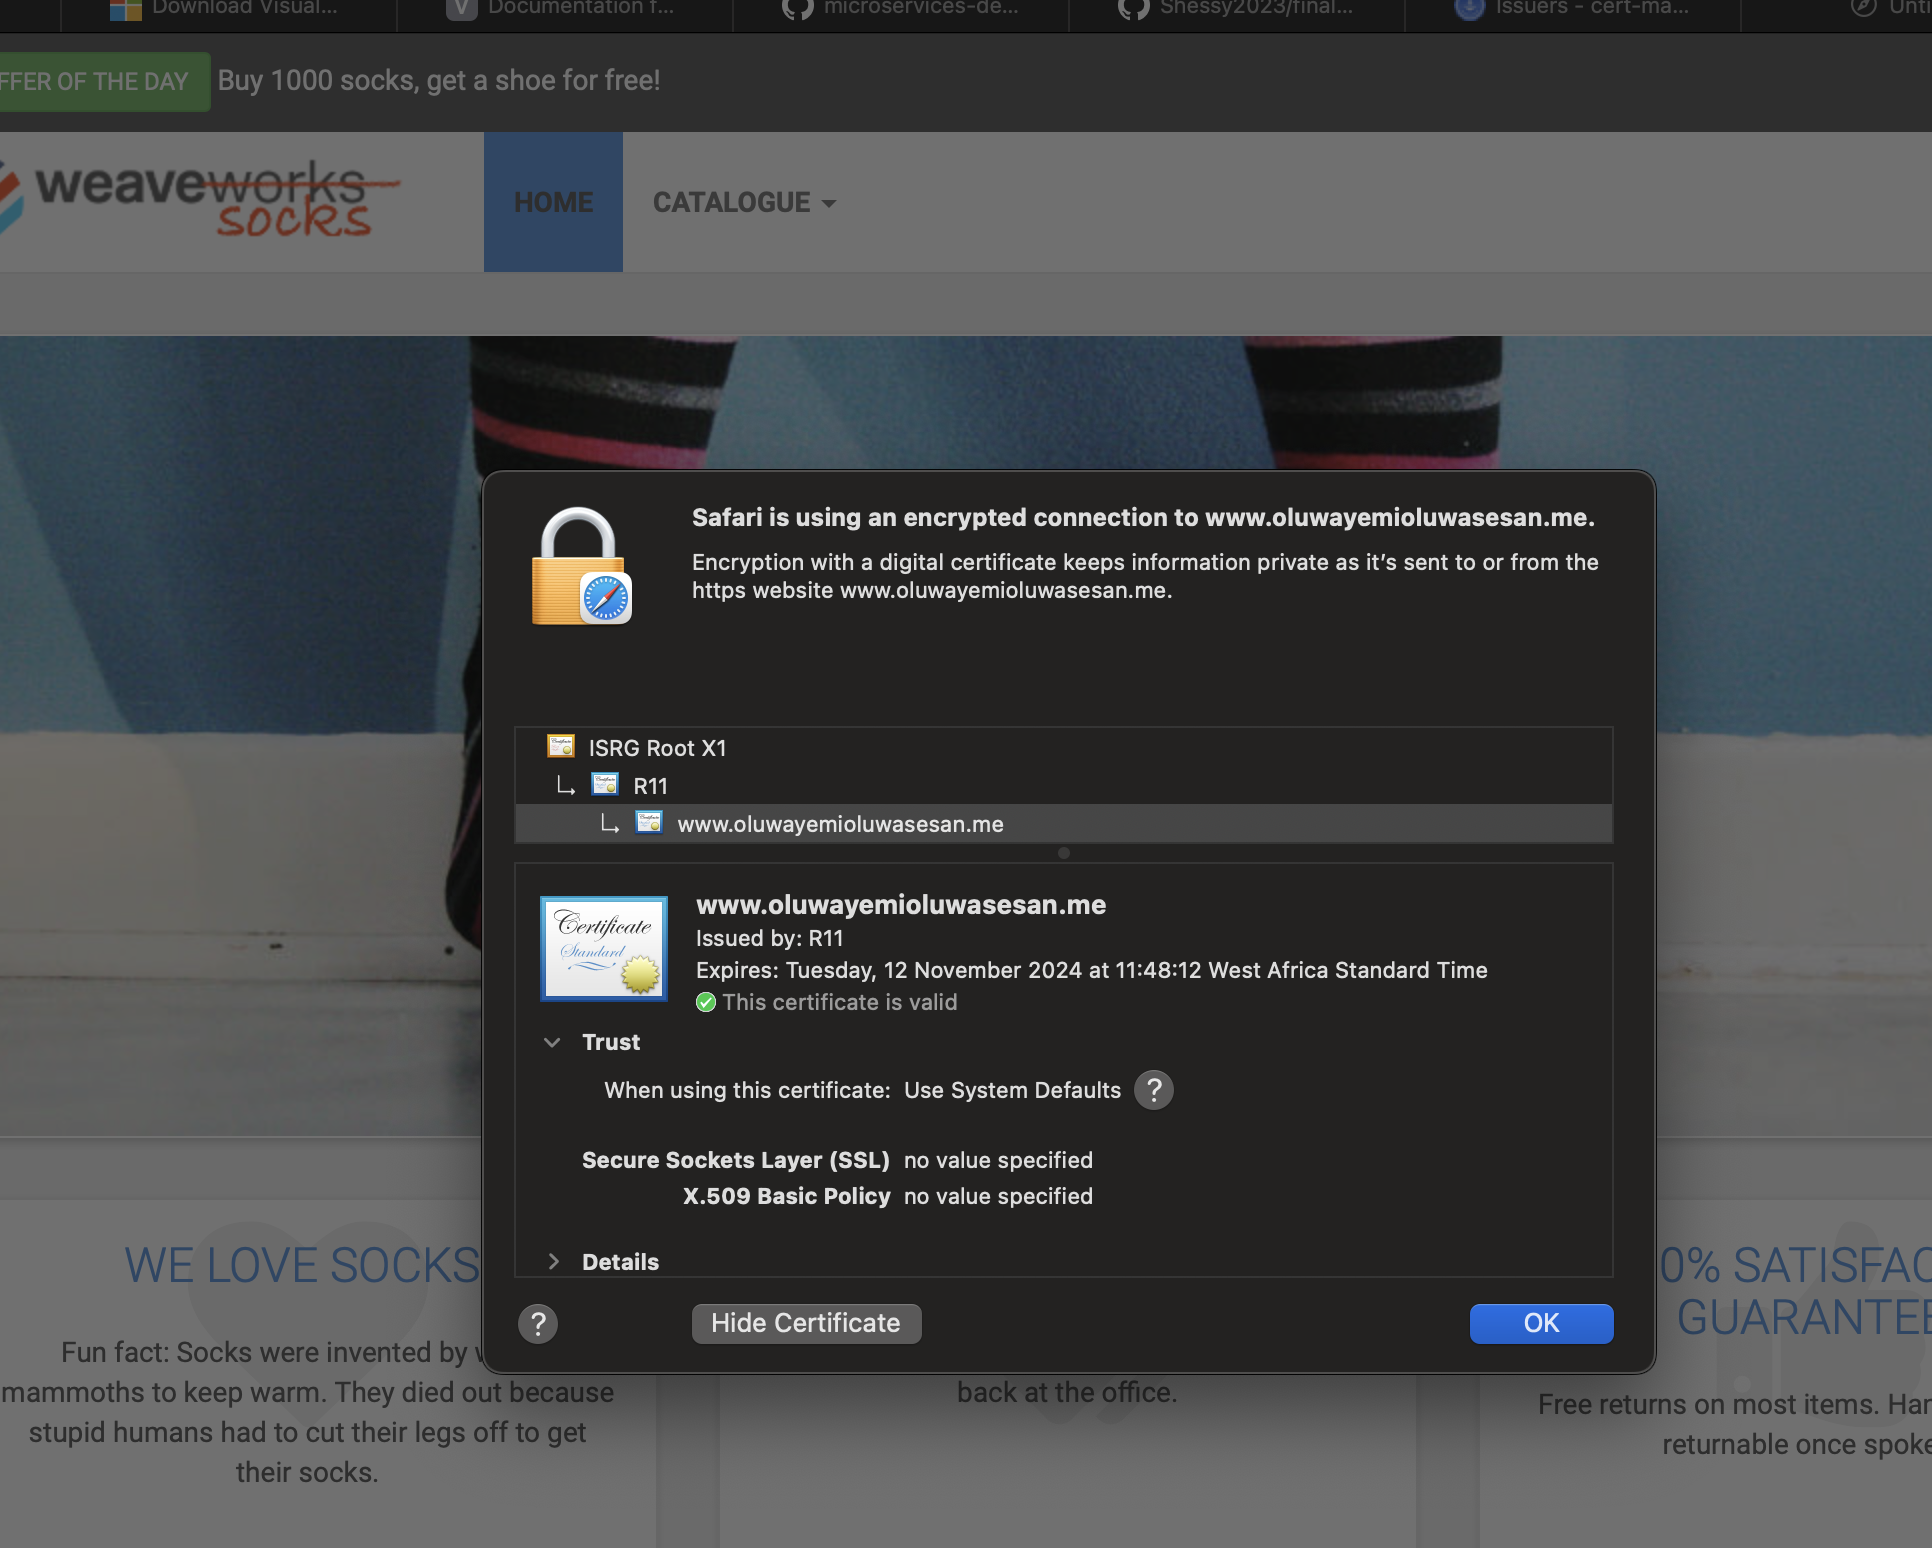 Download Visual...
V
Documentation f...
microservices-de...
Shessy2023/final...
Issuers - cert-ma...
Unti
FFER OF THE DAY
Buy 1000 socks, get a shoe for free!
weaveworks
socks
HOME
CATALOGUE
Safari is using an encrypted connection to www.oluwayemioluwasesan.me.
Encryption with a digital certificate keeps information private as it's sent to or from the
https website www.oluwayemioluwasesan.me.
ISRG Root X1
R11
www.oluwayemioluwasesan.me
Certificate
Standard
www.oluwayemioluwasesan.me
Issued by: R11
Expires: Tuesday, 12 November 2024 at 11:48:12 West Africa Standard Time
This certificate is valid
Trust
When using this certificate: Use System Defaults ?
Secure Sockets Layer (SSL) no value specified
X.509 Basic Policy no value specified
Details
? Hide Certificate OK
WE LOVE SOCKS
Fun fact: Socks were invented by
mammoths to keep warm. They died out because
stupid humans had to cut their legs off to get
their socks.
back at the office.
0% SATISFAC
GUARANTEE
Free returns on most items. Har
returnable once spoke